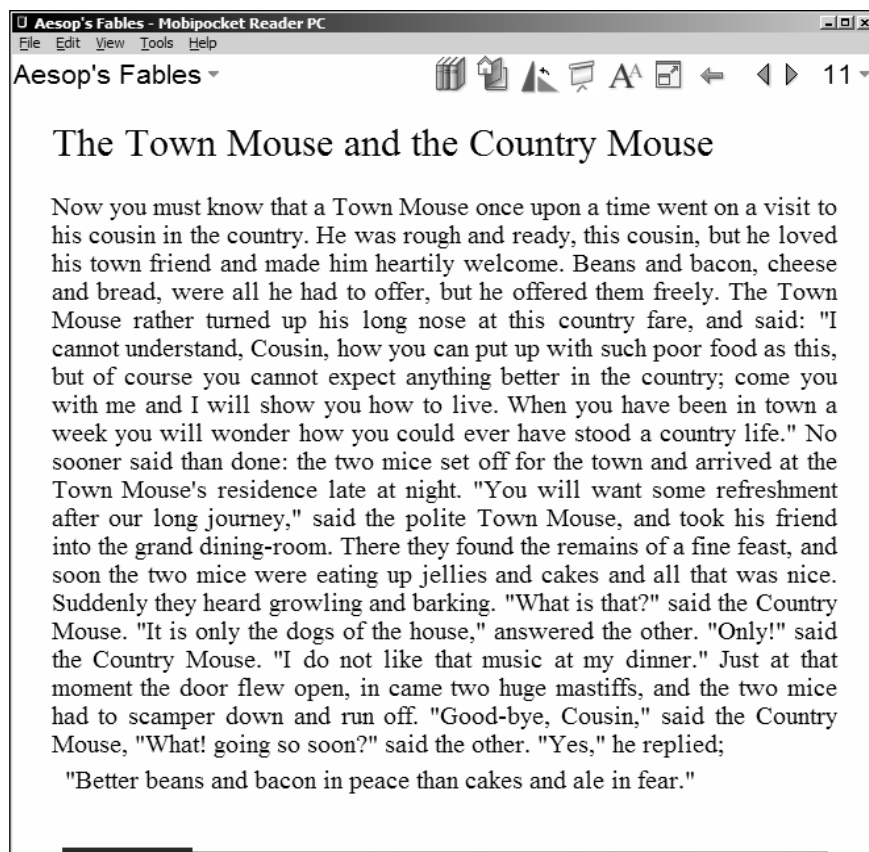 Aesop's Fables - Mobipocket Reader PC
File Edit View Tools Help
Aesop's Fables
11
The Town Mouse and the Country Mouse
Now you must know that a Town Mouse once upon a time went on a visit to
his cousin in the country. He was rough and ready, this cousin, but he loved
his town friend and made him heartily welcome. Beans and bacon, cheese
and bread, were all he had to offer, but he offered them freely. The Town
Mouse rather turned up his long nose at this country fare, and said: "I
cannot understand, Cousin, how you can put up with such poor food as this,
but of course you cannot expect anything better in the country; come you
with me and I will show you how to live. When you have been in town a
week you will wonder how you could ever have stood a country life." No
sooner said than done: the two mice set off for the town and arrived at the
Town Mouse's residence late at night. "You will want some refreshment
after our long journey," said the polite Town Mouse, and took his friend
into the grand dining-room. There they found the remains of a fine feast, and
soon the two mice were eating up jellies and cakes and all that was nice.
Suddenly they heard growling and barking. "What is that?" said the Country
Mouse. "It is only the dogs of the house," answered the other. "Only!" said
the Country Mouse. "I do not like that music at my dinner." Just at that
moment the door flew open, in came two huge mastiffs, and the two mice
had to scamper down and run off. "Good-bye, Cousin," said the Country
Mouse, "What! going so soon?" said the other. "Yes," he replied;
"Better beans and bacon in peace than cakes and ale in fear."